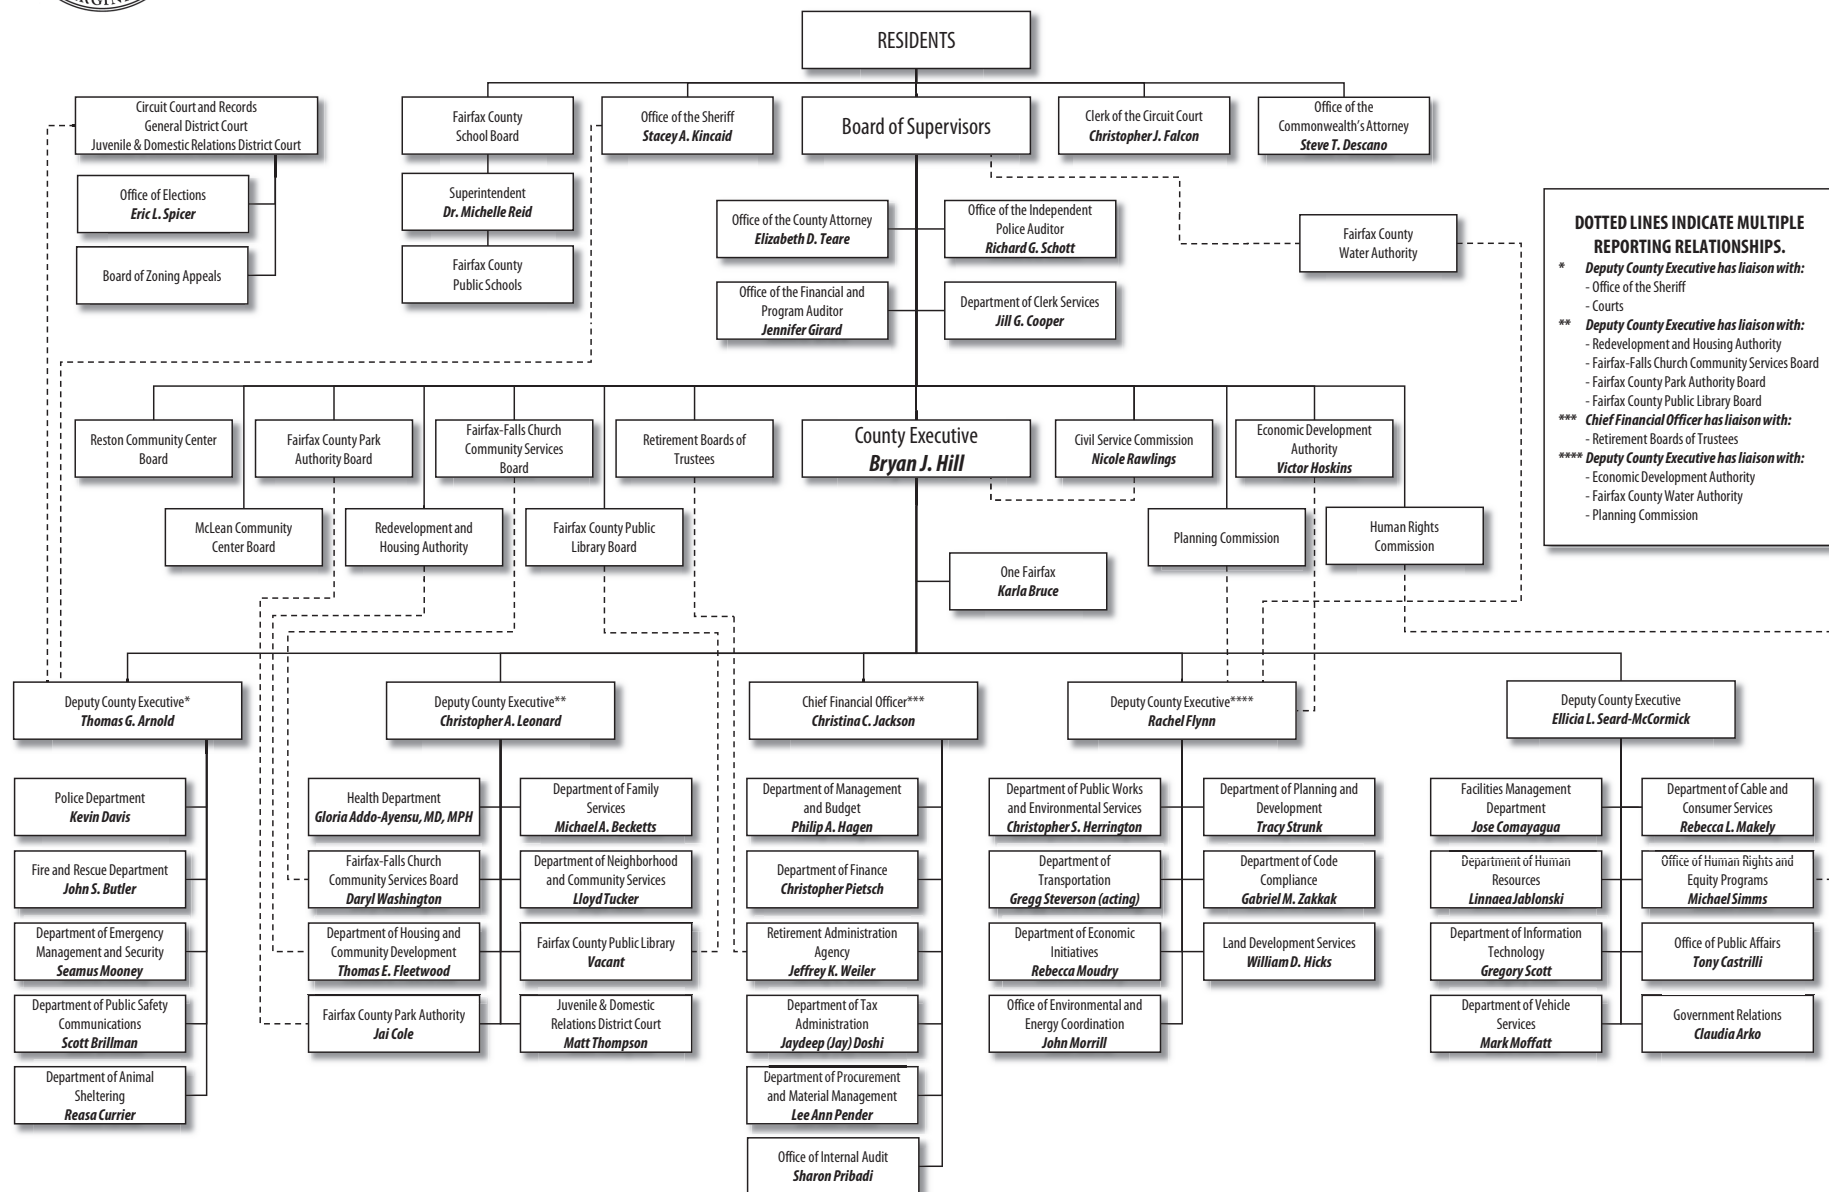 RESIDENTS
Circuit Court and Records
General District Court
Juvenile & Domestic Relations District Court
Fairfax County
School Board
Office of the Sheriff
Stacey A. Kincaid
Board of Supervisors
Clerk of the Circuit Court
Christopher J. Falcon
Office of the
Commonwealth's Attorney
Steve T. Descano
Office of Elections
Eric L. Spicer
Board of Zoning Appeals
Superintendent
Dr. Michelle Reid
Fairfax County
Public Schools
Office of the County Attorney
Elizabeth D. Teare
Office of the Independent
Police Auditor
Richard G. Schott
Office of the Financial and
Program Auditor
Jennifer Girard
Department of Clerk Services
Jill G. Cooper
Fairfax County
Water Authority
DOTTED LINES INDICATE MULTIPLE
REPORTING RELATIONSHIPS.
* Deputy County Executive has liaison with:
- Office of the Sheriff
- Courts
** Deputy County Executive has liaison with:
- Redevelopment and Housing Authority
- Fairfax-Falls Church Community Services Board
- Fairfax County Park Authority Board
- Fairfax County Public Library Board
*** Chief Financial Officer has liaison with:
- Retirement Boards of Trustees
**** Deputy County Executive has liaison with:
- Economic Development Authority
- Fairfax County Water Authority
- Planning Commission
Reston Community Center
Board
Fairfax County Park
Authority Board
Fairfax-Falls Church
Community Services
Board
Retirement Boards of
Trustees
County Executive
Bryan J. Hill
Civil Service Commission
Nicole Rawlings
Economic Development
Authority
Victor Hoskins
McLean Community
Center Board
Redevelopment and
Housing Authority
Fairfax County Public
Library Board
Planning Commission
Human Rights
Commission
One Fairfax
Karla Bruce
Deputy County Executive*
Thomas G. Arnold
Deputy County Executive**
Christopher A. Leonard
Chief Financial Officer***
Christina C. Jackson
Deputy County Executive****
Rachel Flynn
Deputy County Executive
Ellicia L. Seard-McCormick
Police Department
Kevin Davis
Fire and Rescue Department
John S. Butler
Department of Emergency
Management and Security
Seamus Mooney
Department of Public Safety
Communications
Scott Brillman
Department of Animal
Sheltering
Reasa Currier
Health Department
Gloria Addo-Ayensu, MD, MPH
Department of Family
Services
Michael A. Becketts
Fairfax-Falls Church
Community Services Board
Daryl Washington
Department of Neighborhood
and Community Services
Lloyd Tucker
Department of Housing and
Community Development
Thomas E. Fleetwood
Fairfax County Public Library
Vacant
Fairfax County Park Authority
Jai Cole
Juvenile & Domestic
Relations District Court
Matt Thompson
Department of Management
and Budget
Philip A. Hagen
Department of Finance
Christopher Pietsch
Retirement Administration
Agency
Jeffrey K. Weiler
Department of Tax
Administration
Jaydeep (Jay) Doshi
Department of Procurement
and Material Management
Lee Ann Pender
Office of Internal Audit
Sharon Pribadi
Department of Public Works
and Environmental Services
Christopher S. Herrington
Department of Planning and
Development
Tracy Strunk
Department of
Transportation
Gregg Steverson (acting)
Department of Code
Compliance
Gabriel M. Zakkak
Department of Economic
Initiatives
Rebecca Moudry
Land Development Services
William D. Hicks
Office of Environmental and
Energy Coordination
John Morrill
Facilities Management
Department
Jose Comayagua
Department of Cable and
Consumer Services
Rebecca L. Makely
Department of Human
Resources
Linnaea Jablonski
Office of Human Rights and
Equity Programs
Michael Simms
Department of Information
Technology
Gregory Scott
Office of Public Affairs
Tony Castrilli
Department of Vehicle
Services
Mark Moffatt
Government Relations
Claudia Arko